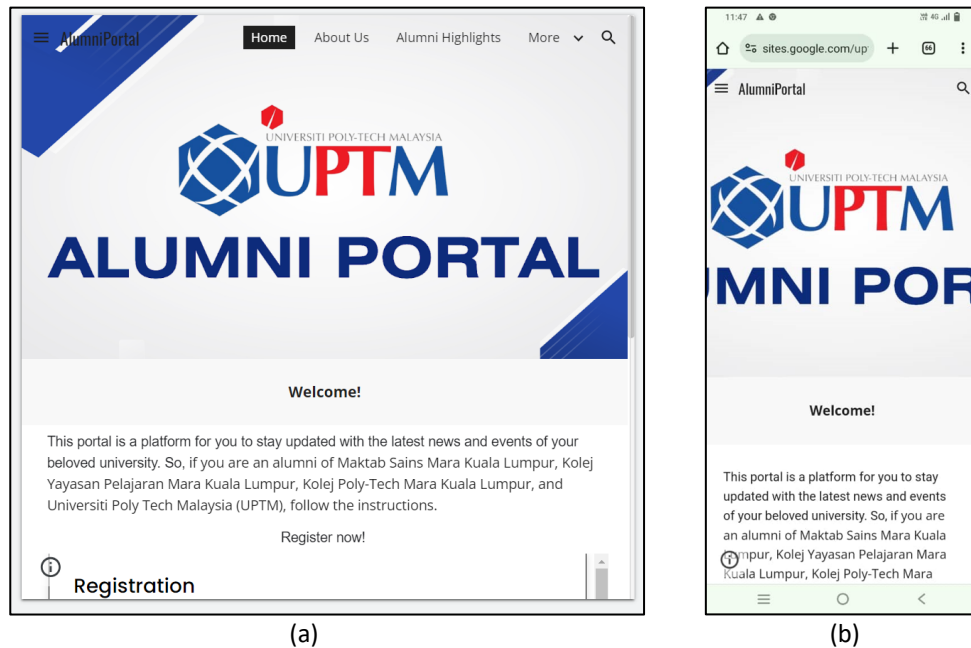 AlumniPortal
Home About Us Alumni Highlights More
UNIVERSITI POLY-TECH MALAYSIA
UPTM
ALUMNI PORTAL
Welcome!
This portal is a platform for you to stay updated with the latest news and events of your
beloved university. So, if you are an alumni of Maktab Sains Mara Kuala Lumpur, Kolej
Yayasan Pelajaran Mara Kuala Lumpur, Kolej Poly-Tech Mara Kuala Lumpur, and
Universiti Poly Tech Malaysia (UPTM), follow the instructions.
Register now!
Registration
(a)
11:47 4G
sites.google.com/up 66
AlumniPortal
UNIVERSITI POLY-TECH MALAYSIA
UPTM
UMNI POR
Welcome!
This portal is a platform for you to stay
updated with the latest news and events
of your beloved university. So, if you are
an alumni of Maktab Sains Mara Kuala
Lumpur, Kolej Yayasan Pelajaran Mara
Kuala Lumpur, Kolej Poly-Tech Mara
(b)